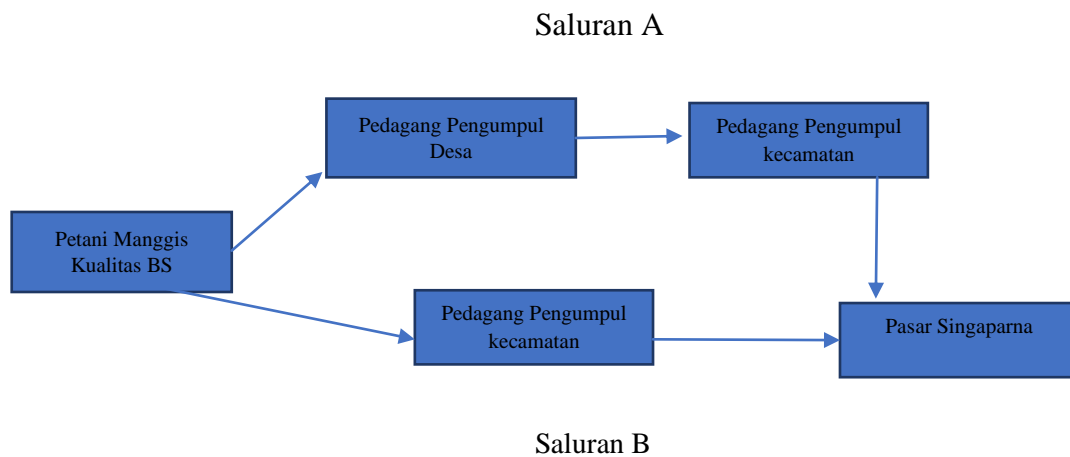 Saluran A
Pedagang Pengumpul
Desa
Pedagang Pengumpul
kecamatan
Petani Manggis
Kualitas BS
Pedagang Pengumpul
kecamatan
Pasar Singaparna
Saluran B